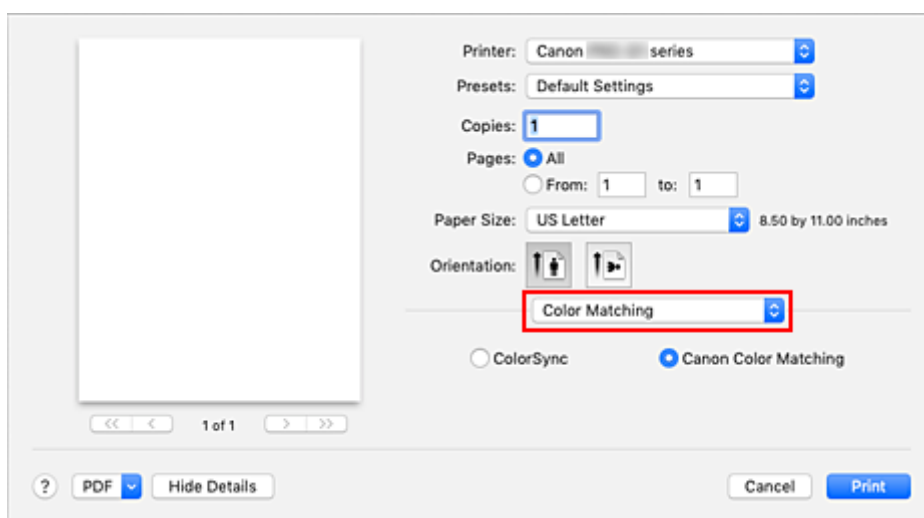 Printer: Canon series
Presets: Default Settings
Copies: 1
Pages: All
From: 1 to: 1
Paper Size: US Letter 8.50 by 11.00 inches
Orientation:
Color Matching
ColorSync Canon Color Matching
<< < 1 of 1 > >>
? PDF Hide Details Cancel Print